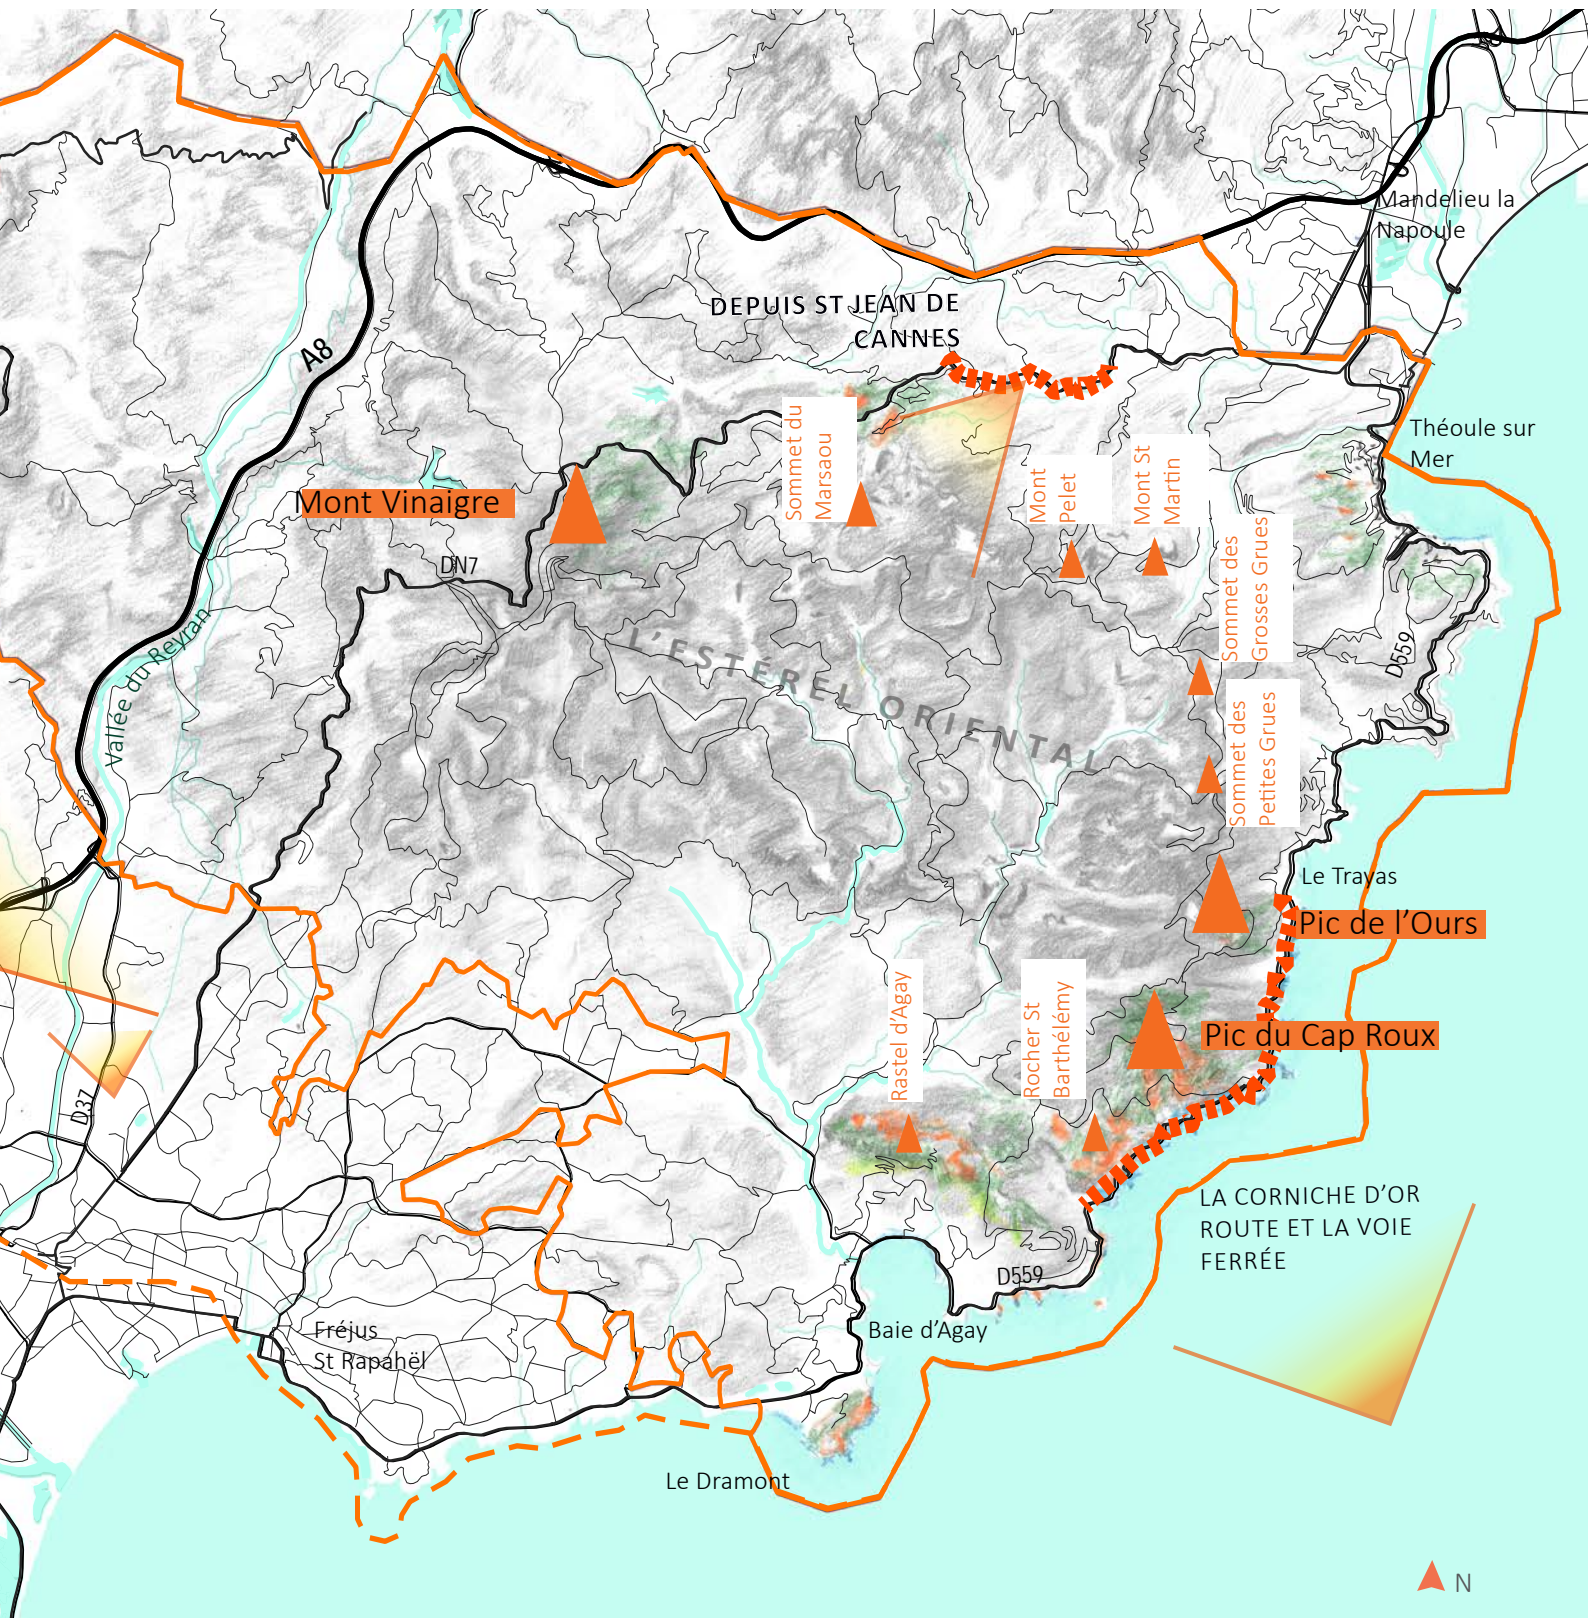 Mandelieu la
Napoule
DEPUIS ST JEAN DE
CANNES
A8
Théoule sur
Mer
Sommet du
Marsaou
Mont
Pelet
Mont St
Martin
Mont Vinaigre
Sommet des
Grosses Grues
DN7
Vallée du Reyran
L'ESTÉREL ORIENTAL
D559
Sommet des
Petites Grues
Le Trayas
Pic de l'Ours
Rastel d'Agay
Rocher St
Barthélémy
Pic du Cap Roux
D37
LA CORNICHE D'OR
ROUTE ET LA VOIE
FERRÉE
D559
Fréjus
St Rapahël
Baie d'Agay
Le Dramont
N